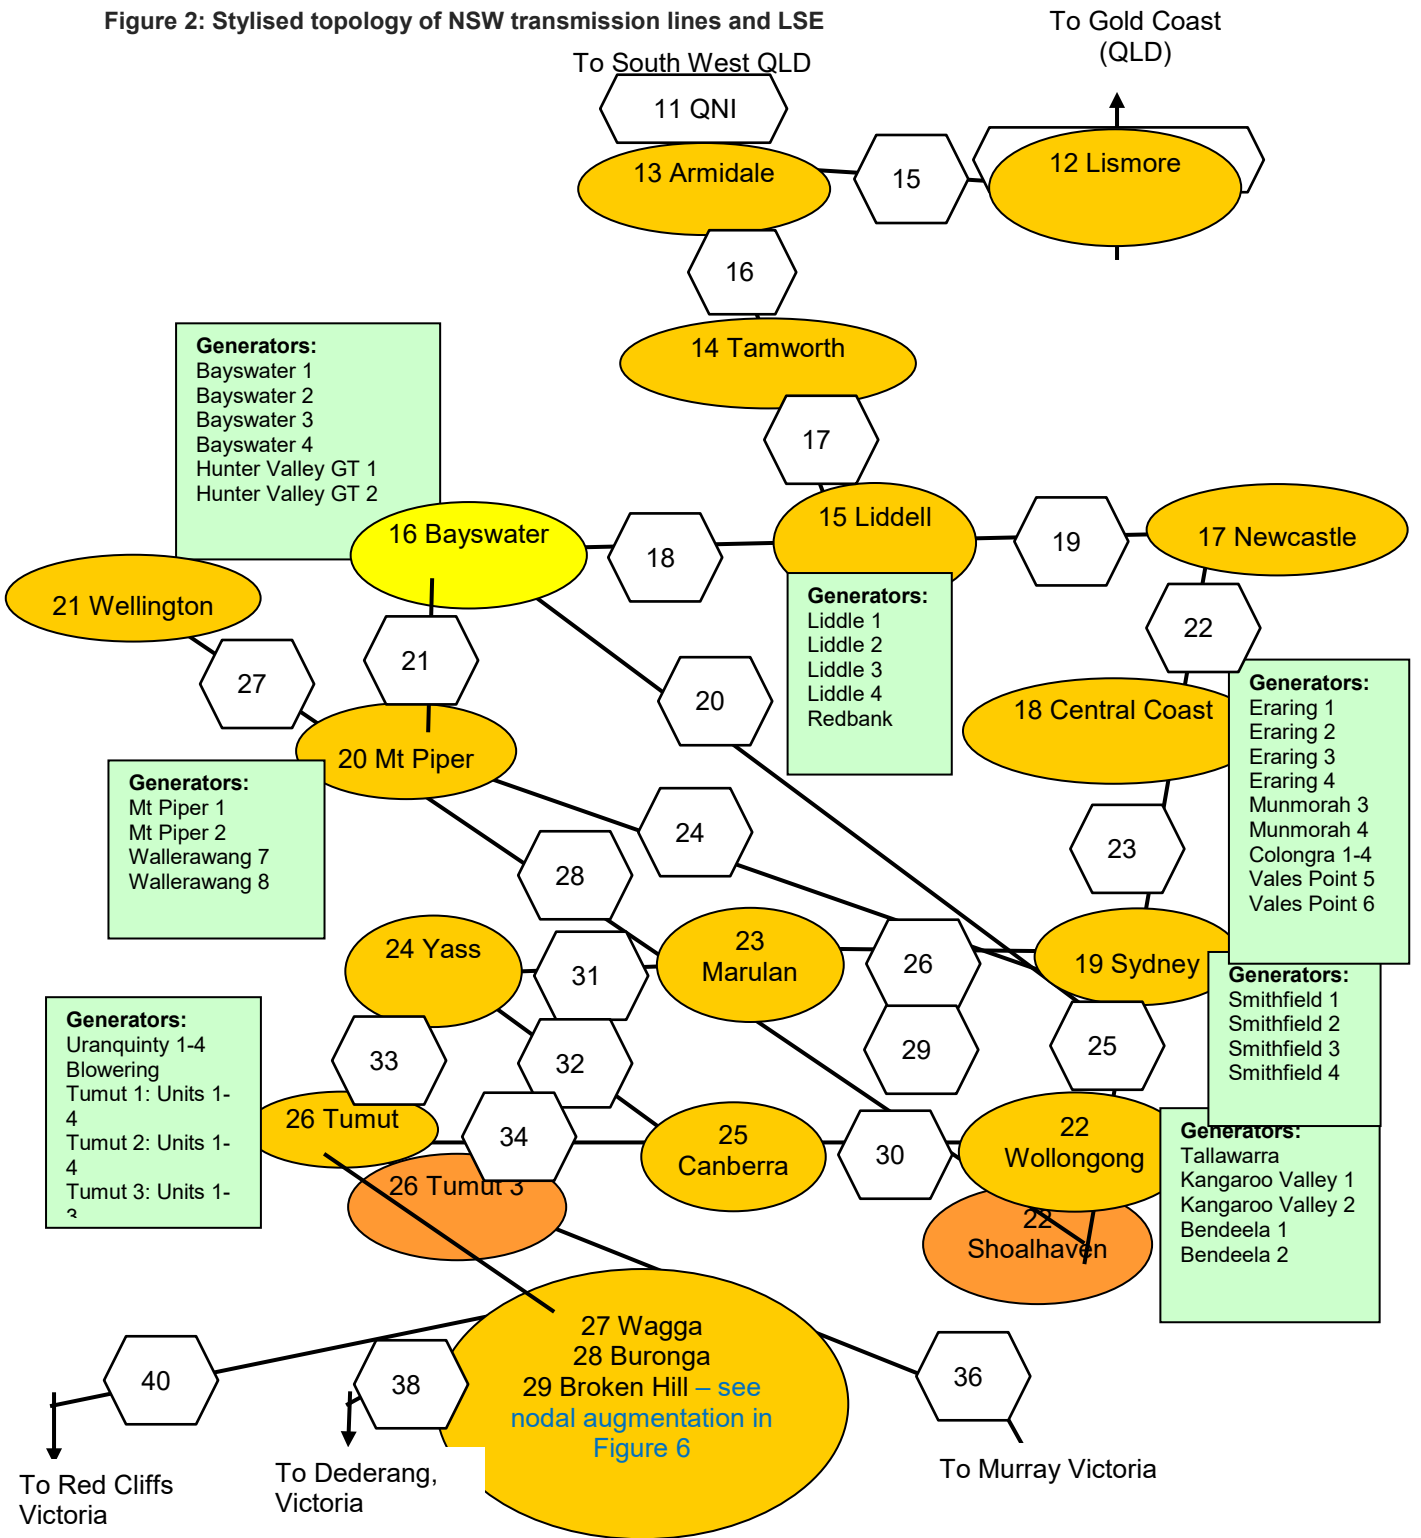 Figure 2: Stylised topology of NSW transmission lines and LSE
To Gold Coast
(QLD)
To South West QLD
11 QNI
13 Armidale
15
12 Lismore
16
14 Tamworth
17
Generators:
Bayswater 1
Bayswater 2
Bayswater 3
Bayswater 4
Hunter Valley GT 1
Hunter Valley GT 2
16 Bayswater
18
15 Liddell
19
17 Newcastle
21 Wellington
27
21
20
Generators:
Liddle 1
Liddle 2
Liddle 3
Liddle 4
Redbank
22
18 Central Coast
Generators:
Eraring 1
Eraring 2
Eraring 3
Eraring 4
Munmorah 3
Munmorah 4
Colongra 1-4
Vales Point 5
Vales Point 6
20 Mt Piper
Generators:
Mt Piper 1
Mt Piper 2
Wallerawang 7
Wallerawang 8
24
28
23
24 Yass
31
23
Marulan
26
19 Sydney
Generators:
Smithfield 1
Smithfield 2
Smithfield 3
Smithfield 4
Generators:
Uranquinty 1-4
Blowering
Tumut 1: Units 1-
4
Tumut 2: Units 1-
4
Tumut 3: Units 1-
3
33
32
29
25
26 Tumut
34
25
Canberra
30
22
Wollongong
Generators:
Tallawarra
Kangaroo Valley 1
Kangaroo Valley 2
Bendeela 1
Bendeela 2
26 Tumut 3
22
Shoalhaven
27 Wagga
28 Buronga
29 Broken Hill – see
nodal augmentation in
Figure 6
40
38
36
To Red Cliffs
Victoria
To Dederang,
Victoria
To Murray Victoria